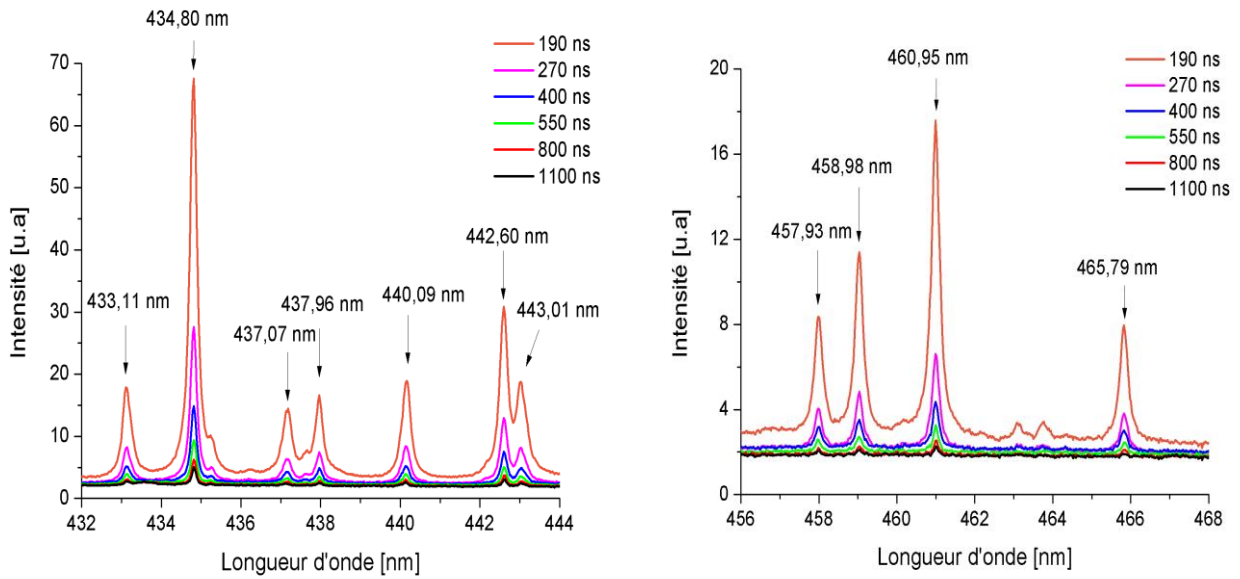 434,80 nm
190 ns
270 ns
400 ns
550 ns
800 ns
1100 ns
433,11 nm
437,07 nm
437,96 nm
440,09 nm
442,60 nm
443,01 nm
Intensité [u.a]
70
60
50
40
30
20
10
0
432 434 436 438 440 442 444
Longueur d'onde [nm]
460,95 nm
190 ns
270 ns
400 ns
550 ns
800 ns
1100 ns
458,98 nm
457,93 nm
465,79 nm
Intensité [u.a]
20
16
12
8
4
0
456 458 460 462 464 466 468
Longueur d'onde [nm]